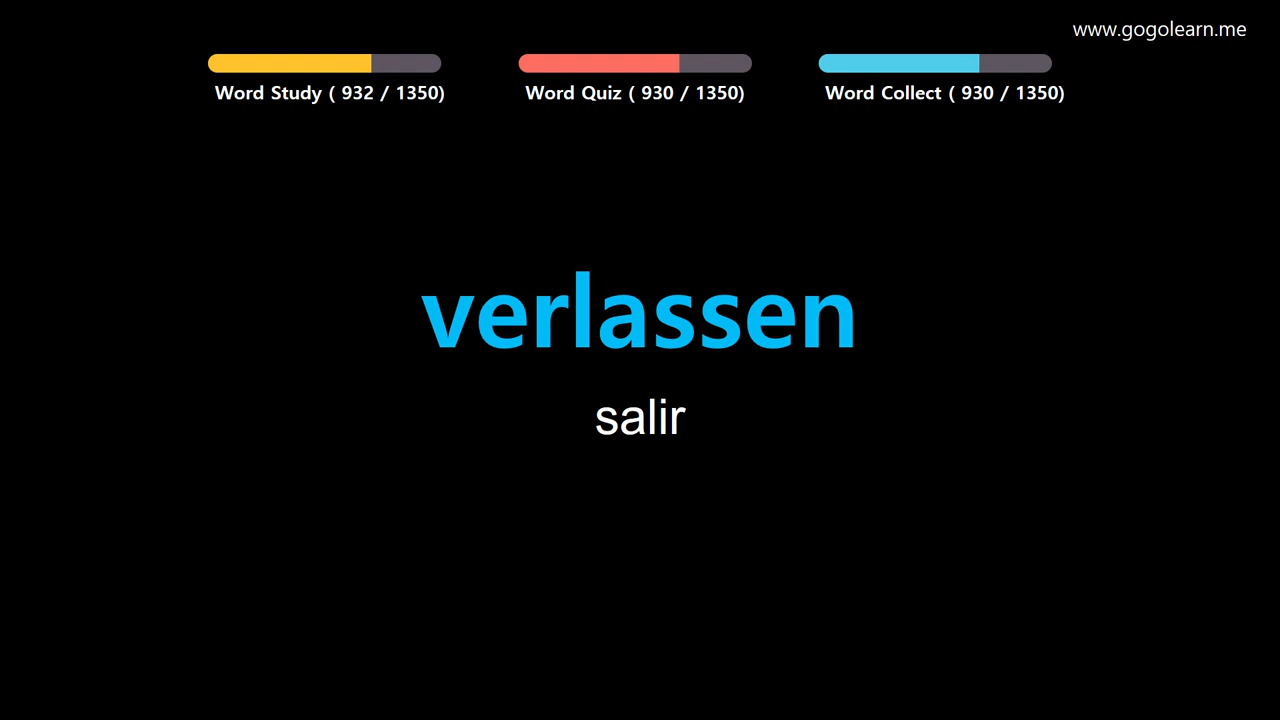 www.gogolearn.me
Word Study ( 932 / 1350)
Word Quiz ( 930 / 1350)
Word Collect ( 930 / 1350)
verlassen
salir